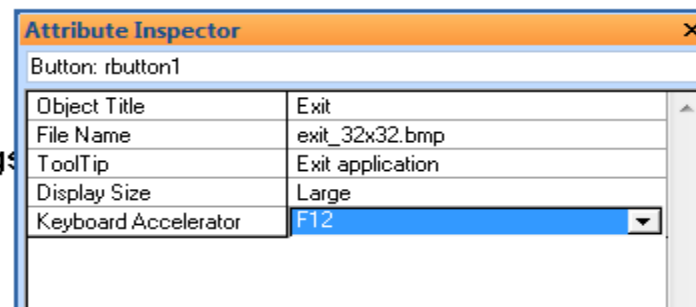 Attribute Inspector
Button: rbutton1
Object Title Exit
File Name exit_32x32.bmp
ToolTip Exit application
Display Size Large
Keyboard Accelerator F12